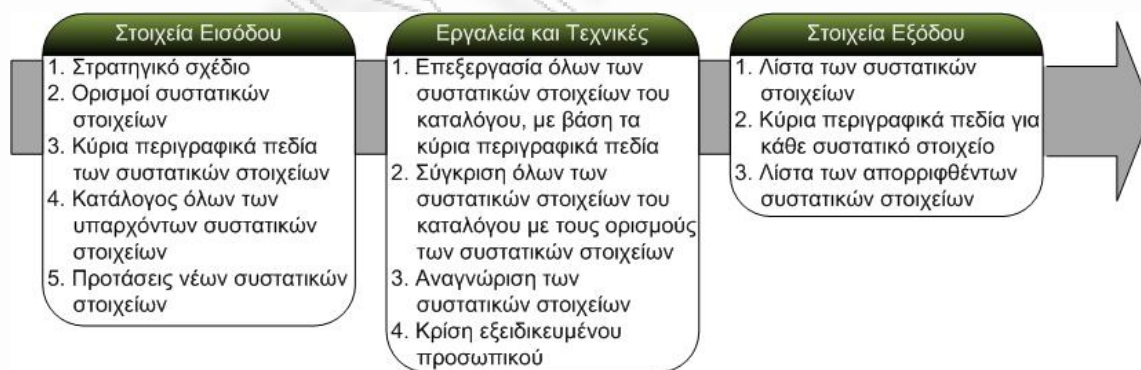 Στοιχεία Εισόδου
1. Στρατηγικό σχέδιο
2. Ορισμοί συστατικών
στοιχείων
3. Κύρια περιγραφικά πεδία
των συστατικών στοιχείων
4. Κατάλογος όλων των
υπαρχόντων συστατικών
στοιχείων
5. Προτάσεις νέων συστατικών
στοιχείων
Εργαλεία και Τεχνικές
1. Επεξεργασία όλων των
συστατικών στοιχείων του
καταλόγου, με βάση τα
κύρια περιγραφικά πεδία
2. Σύγκριση όλων των
συστατικών στοιχείων του
καταλόγου με τους ορισμούς
των συστατικών στοιχείων
3. Αναγνώριση των
συστατικών στοιχείων
4. Κρίση εξειδικευμένου
προσωπικού
Στοιχεία Εξόδου
1. Λίστα των συστατικών
στοιχείων
2. Κύρια περιγραφικά πεδία για
κάθε συστατικό στοιχείο
3. Λίστα των απορριφθέντων
συστατικών στοιχείων